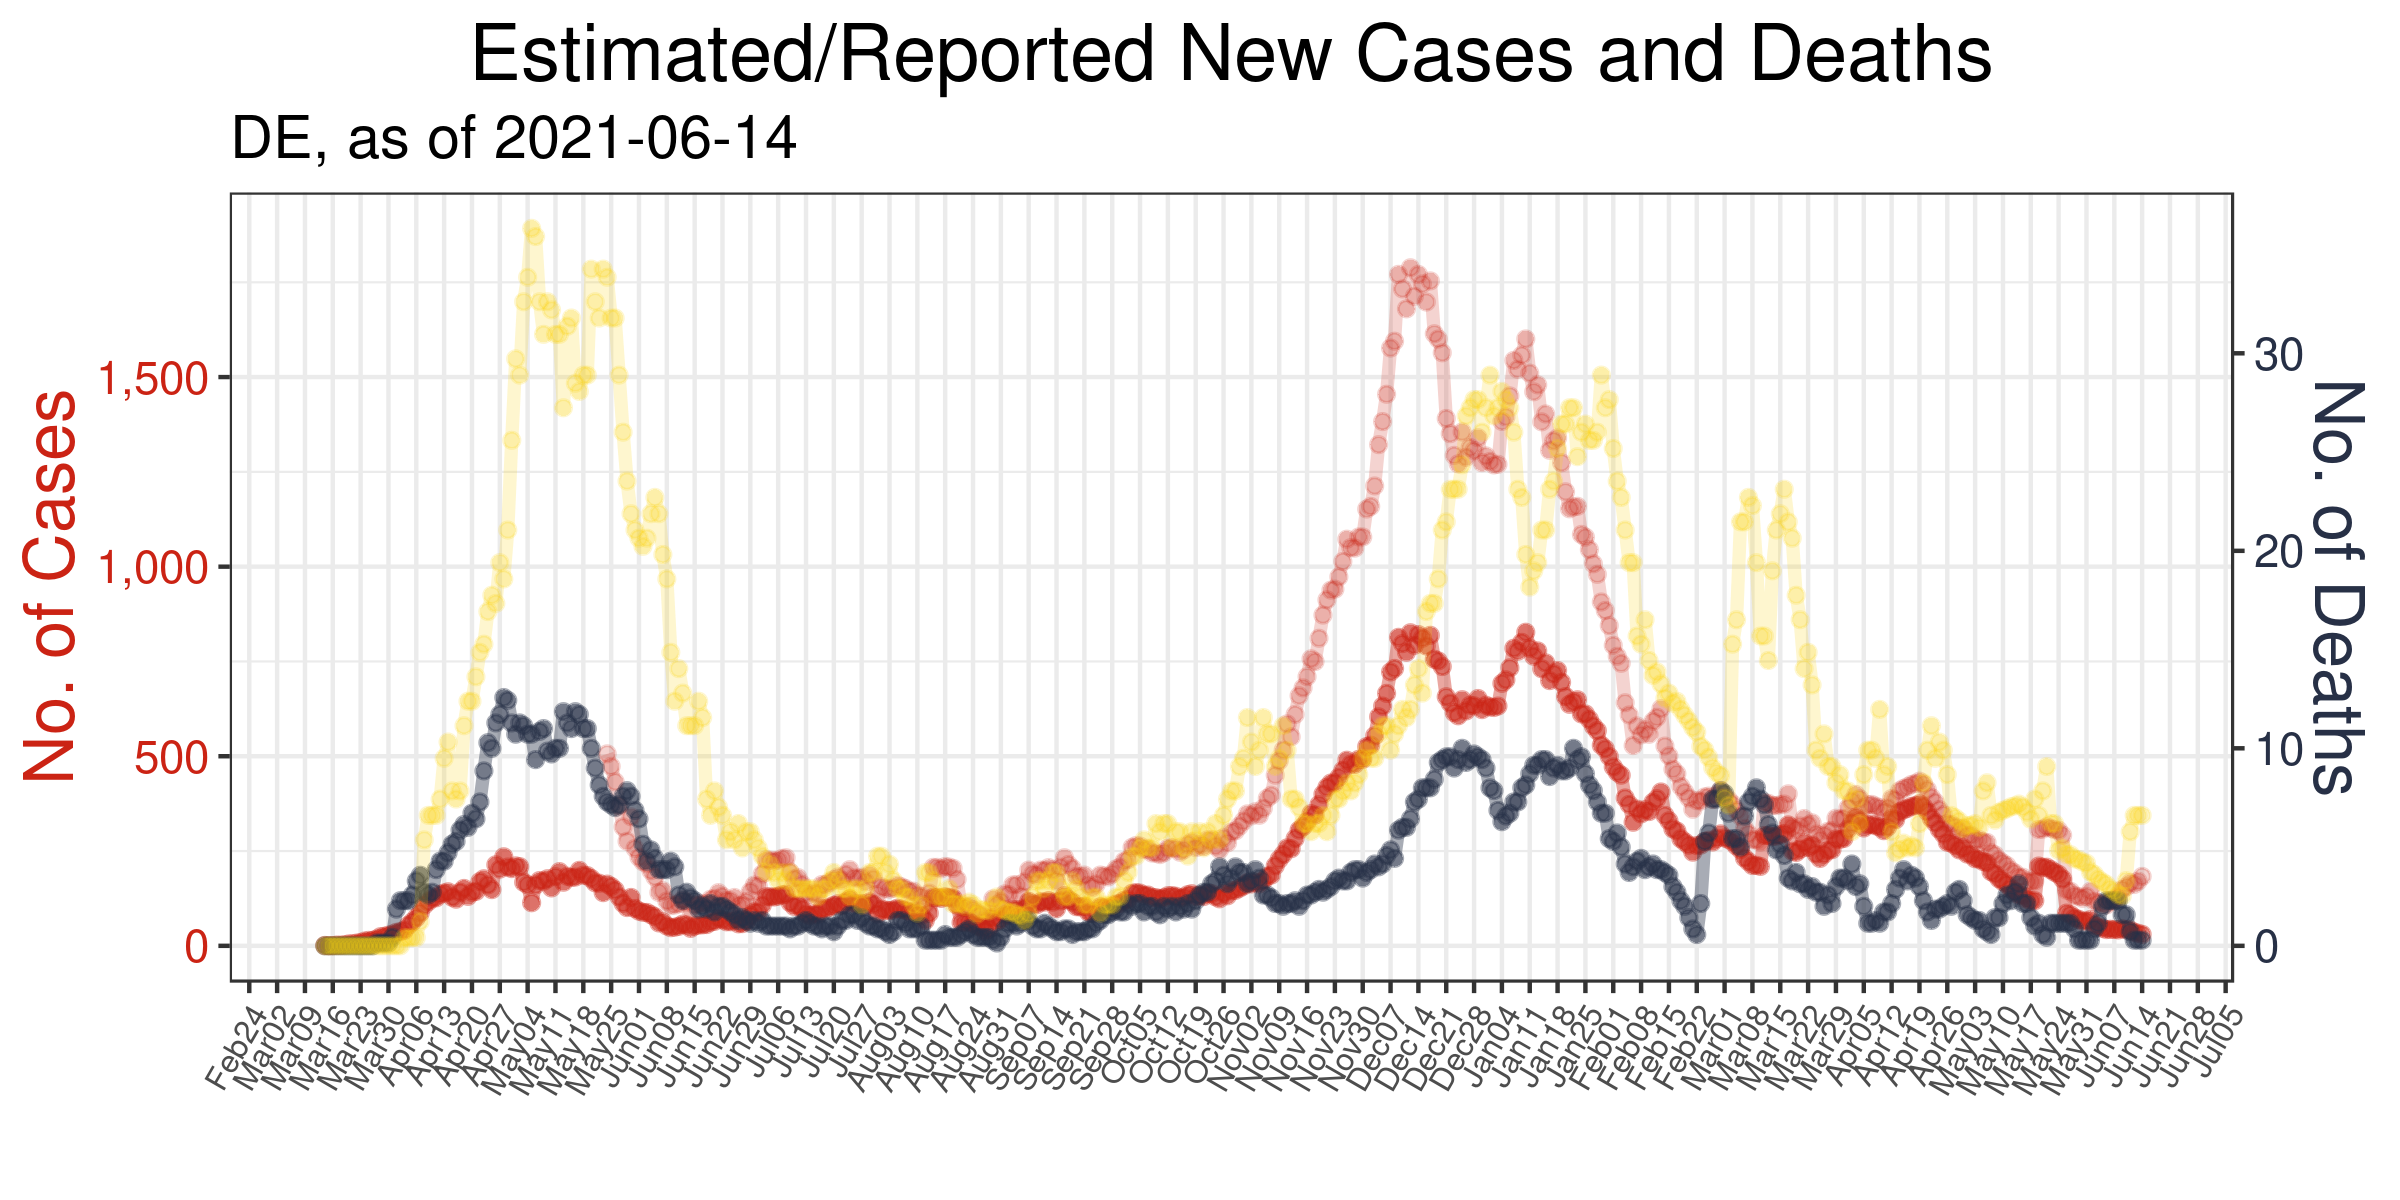 Estimated/Reported New Cases and Deaths
DE, as of 2021-06-14
No. of Cases
1,500
1,000
500
0
30
20
10
0
No. of Deaths
Feb24
Mar02
Mar09
Mar16
Mar23
Mar30
Apr06
Apr13
Apr20
Apr27
May04
May11
May18
May25
Jun01
Jun08
Jun15
Jun22
Jun29
Jul06
Jul13
Jul20
Jul27
Aug03
Aug10
Aug17
Aug24
Aug31
Sep07
Sep14
Sep21
Sep28
Oct05
Oct12
Oct19
Oct26
Nov02
Nov09
Nov16
Nov23
Nov30
Dec07
Dec14
Dec21
Dec28
Jan04
Jan11
Jan18
Jan25
Feb01
Feb08
Feb15
Feb22
Mar01
Mar08
Mar15
Mar22
Mar29
Apr05
Apr12
Apr19
Apr26
May03
May10
May17
May24
May31
Jun07
Jun14
Jun21
Jun28
Jul05